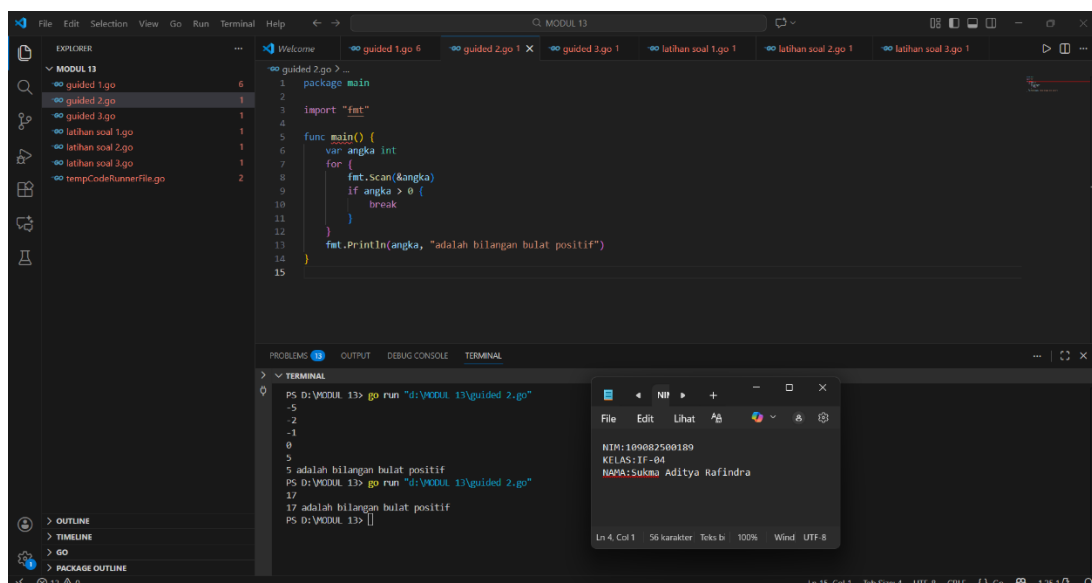 File Edit Selection View Go Run Terminal Help
MODUL 13
EXPLORER
MODUL 13
guided 1.go 6
guided 2.go 1
guided 3.go 1
latihan soal 1.go 1
latihan soal 2.go 1
latihan soal 3.go 1
tempCodeRunnerFile.go 2
OUTLINE
TIMELINE
GO
PACKAGE OUTLINE
Welcome guided 1.go 6 guided 2.go 1 guided 3.go 1 latihan soal 1.go 1 latihan soal 2.go 1 latihan soal 3.go 1
guided 2.go > ...
1 package main
2
3 import "fmt"
4
5 func main() {
6 var angka int
7 for {
8 fmt.Scan(&angka)
9 if angka > 0 {
10 break
11 }
12 }
13 fmt.Println(angka, "adalah bilangan bulat positif")
14 }
15
PROBLEMS 13 OUTPUT DEBUG CONSOLE TERMINAL
TERMINAL
PS D:\MODUL 13> go run "d:\MODUL 13\guided 2.go"
-5
-2
-1
0
5
5 adalah bilangan bulat positif
PS D:\MODUL 13> go run "d:\MODUL 13\guided 2.go"
17
17 adalah bilangan bulat positif
PS D:\MODUL 13>
NIM
File Edit Lihat
NIM:109082500189
KELAS:IF-04
NAMA:Sukma Aditya Rafindra
Ln 4, Col 1 56 karakter Teks bi 100% Wind UTF-8